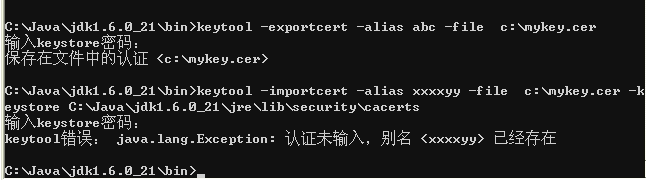 C:\Java\jdk1.6.0_21\bin>keytool -exportcert -alias abc -file  c:\mykey.cer
输入keystore密码：
保存在文件中的认证 <c:\mykey.cer>
C:\Java\jdk1.6.0_21\bin>keytool -importcert -alias xxxxyy -file  c:\mykey.cer -k
eystore C:\Java\jdk1.6.0_21\jre\lib\security\cacerts
输入keystore密码：
keytool错误： java.lang.Exception: 认证未输入，别名 <xxxxyy> 已经存在
C:\Java\jdk1.6.0_21\bin>_